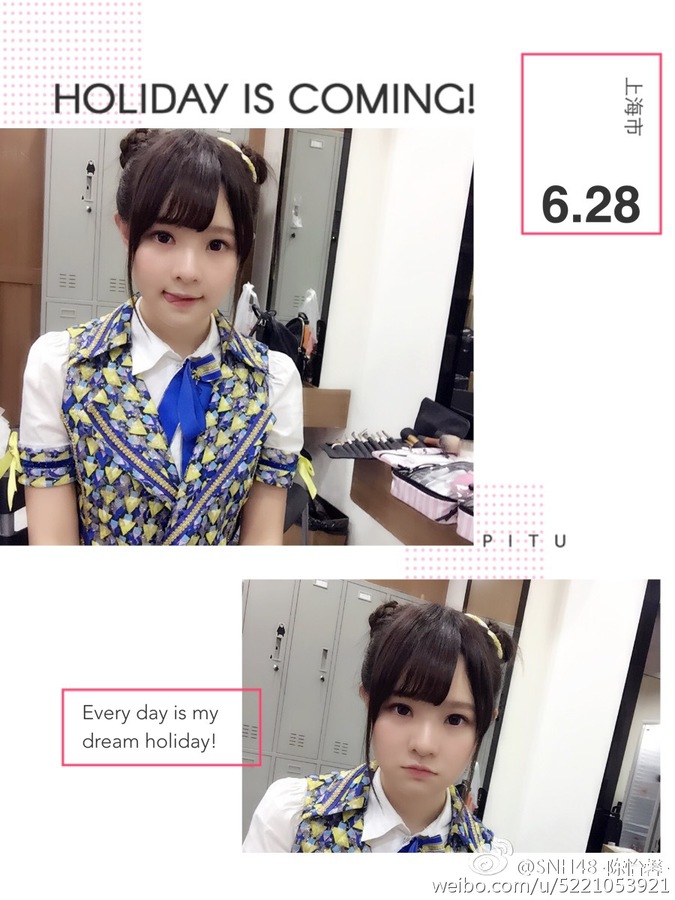 HOLIDAY IS COMING!
上海市
6.28
PITU
Every day is my
dream holiday!
@SNH48-陈怡馨-
weibo.com/u/5221053921